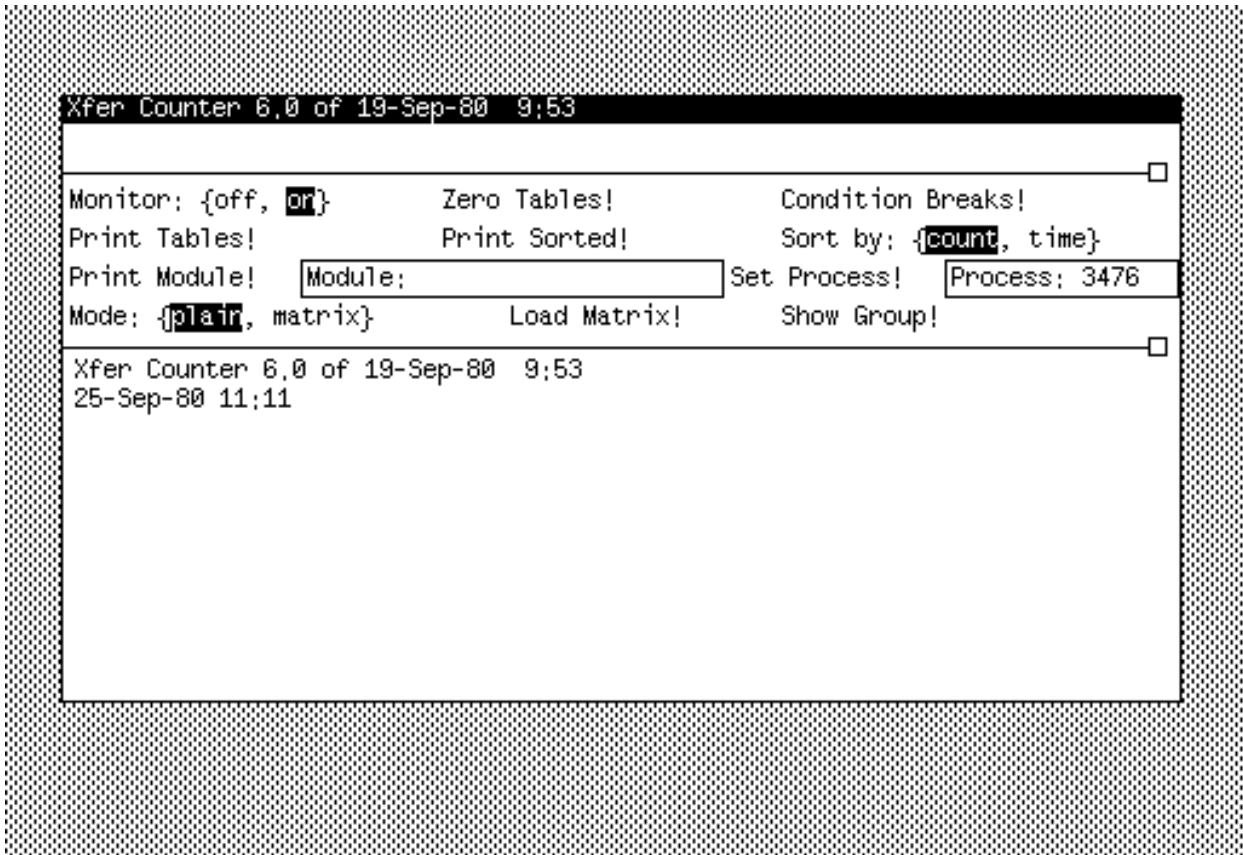 Xfer Counter 6.0 of 19-Sep-80  9:53
Monitor: {off, on} Zero Tables! Condition Breaks!
Print Tables! Print Sorted! Sort by: {count, time}
Print Module! Module: Set Process! Process: 3476
Mode: {plain, matrix} Load Matrix! Show Group!
Xfer Counter 6.0 of 19-Sep-80  9:53
25-Sep-80 11:11